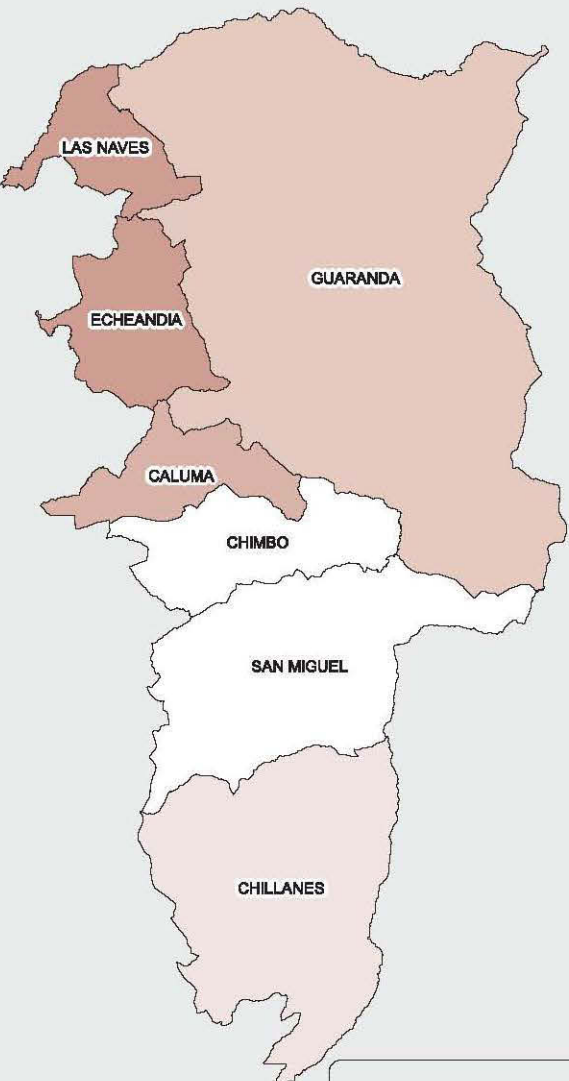 LAS NAVES
GUARANDA
ECHEANDIA
CALUMA
CHIMBO
SAN MIGUEL
CHILLANES